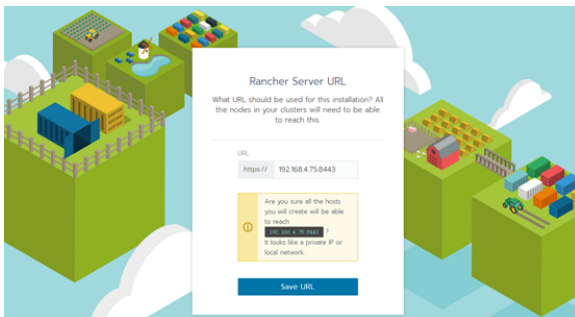 Rancher Server URL
What URL should be used for this installation? All
the nodes in your clusters will need to be able
to reach this.
URL
https:// 192.168.4.75:8443
Are you sure all the hosts
you will create will be able
to reach
192.168.4.75:8443 ?
It looks like a private IP or
local network.
Save URL